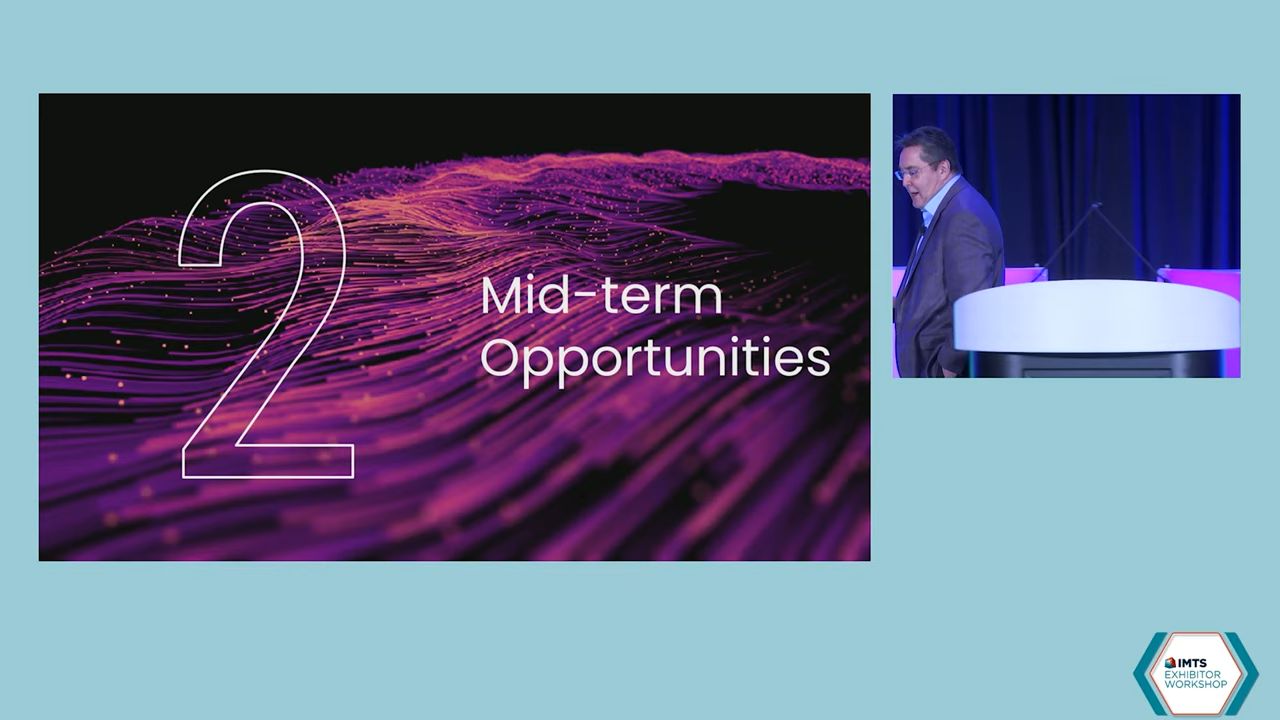 2
Mid-term
Opportunities
IMTS
EXHIBITOR
WORKSHOP